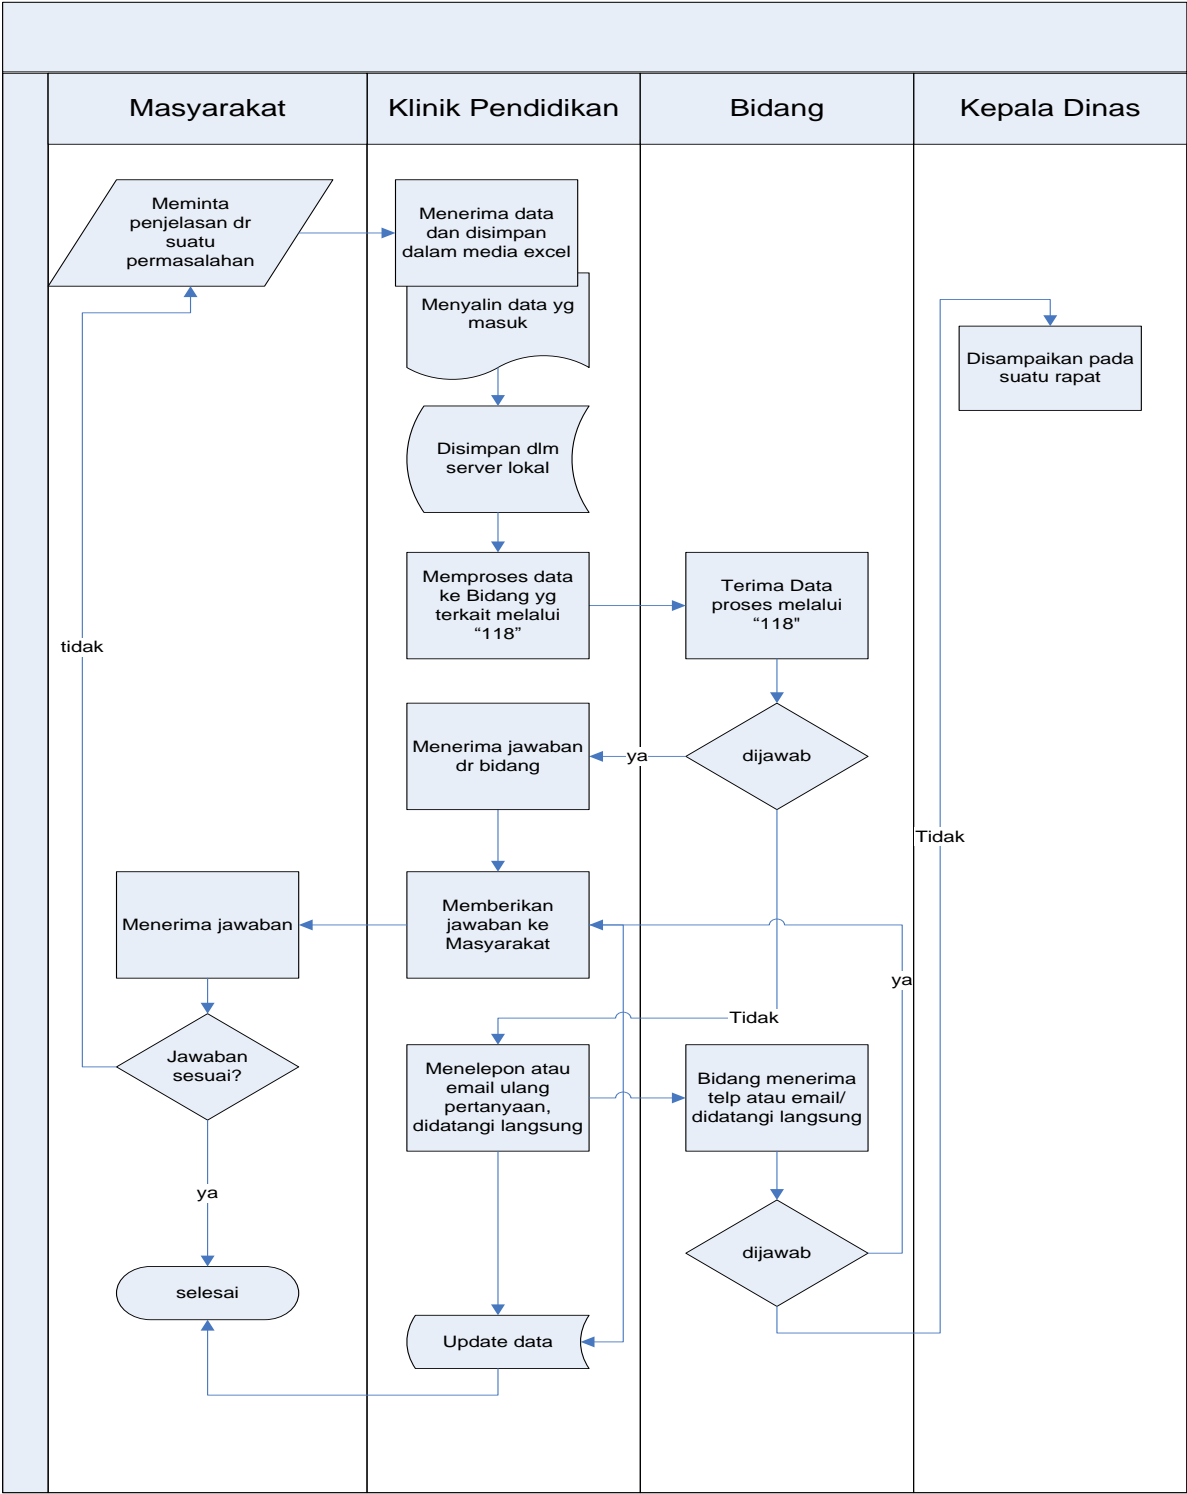 Masyarakat
Klinik Pendidikan
Bidang
Kepala Dinas
Meminta
penjelasan dr
suatu
permasalahan
Menerima data
dan disimpan
dalam media excel
Menyalin data yg
masuk
Disampaikan pada
suatu rapat
Disimpan dlm
server lokal
Memproses data
ke Bidang yg
terkait melalui
“118”
Terima Data
proses melalui
“118"
tidak
Menerima jawaban
dr bidang
ya
dijawab
Tidak
Menerima jawaban
Memberikan
jawaban ke
Masyarakat
ya
Tidak
Jawaban
sesuai?
Menelepon atau
email ulang
pertanyaan,
didatangi langsung
Bidang menerima
telp atau email/
didatangi langsung
ya
dijawab
selesai
Update data